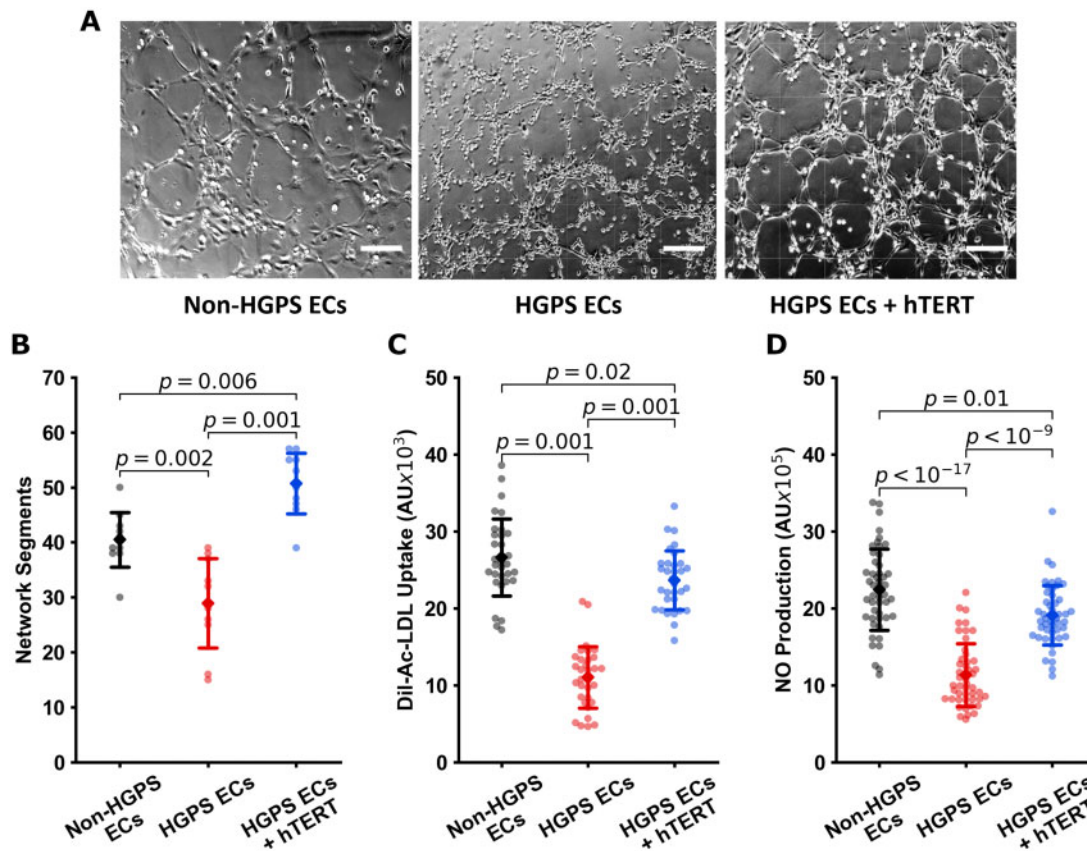 A
Non-HGPS ECs
HGPS ECs
HGPS ECs + hTERT
B
70
60
50
40
30
20
10
0
Network Segments
p = 0.006
p = 0.001
p = 0.002
Non-HGPS
ECs
HGPS ECs
HGPS ECs
+ hTERT
C
50
40
30
20
10
0
Dil-Ac-LDL Uptake (AUx10³)
p = 0.02
p = 0.001
p = 0.001
Non-HGPS
ECs
HGPS ECs
HGPS ECs
+ hTERT
D
50
40
30
20
10
0
NO Production (AUx10⁵)
p = 0.01
p < 10⁻⁹
p < 10⁻¹⁷
Non-HGPS
ECs
HGPS ECs
HGPS ECs
+ hTERT